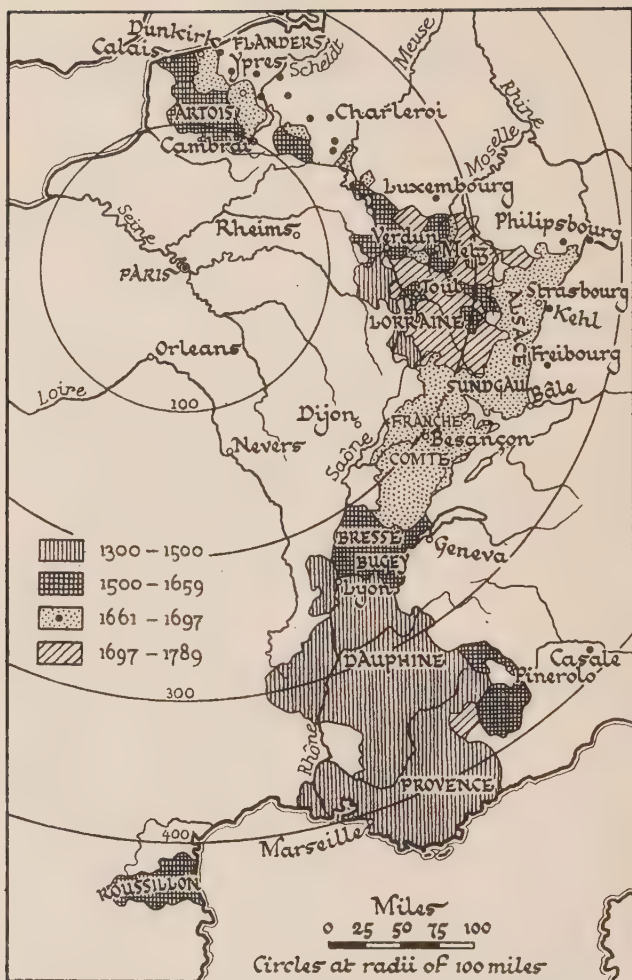 Dunkirk
Calais
FLANDERS
Ypres
Scheldt
Meuse
Rhine
ARTOIS
Charleroi
Cambrai
Moselle
Luxembourg
Seine
Rheims
Verdun
Metz
Philipsbourg
PARIS
Toul
ALSACE
Strasbourg
LORRAINE
Kehl
Orleans
Freibourg
SUNDGAU
Loire
100
Bâle
Dijon
FRANCHE
COMTE
Besançon
Nevers
Saône
BRESSE
Geneva
BUGEY
Lyon
1300 – 1500
1500 – 1659
1661 – 1697
1697 – 1789
DAUPHINE
Casale
Pinerolo
300
Rhône
PROVENCE
400
Marseille
ROUSSILLON
Miles
0 25 50 75 100
Circles at radii of 100 miles